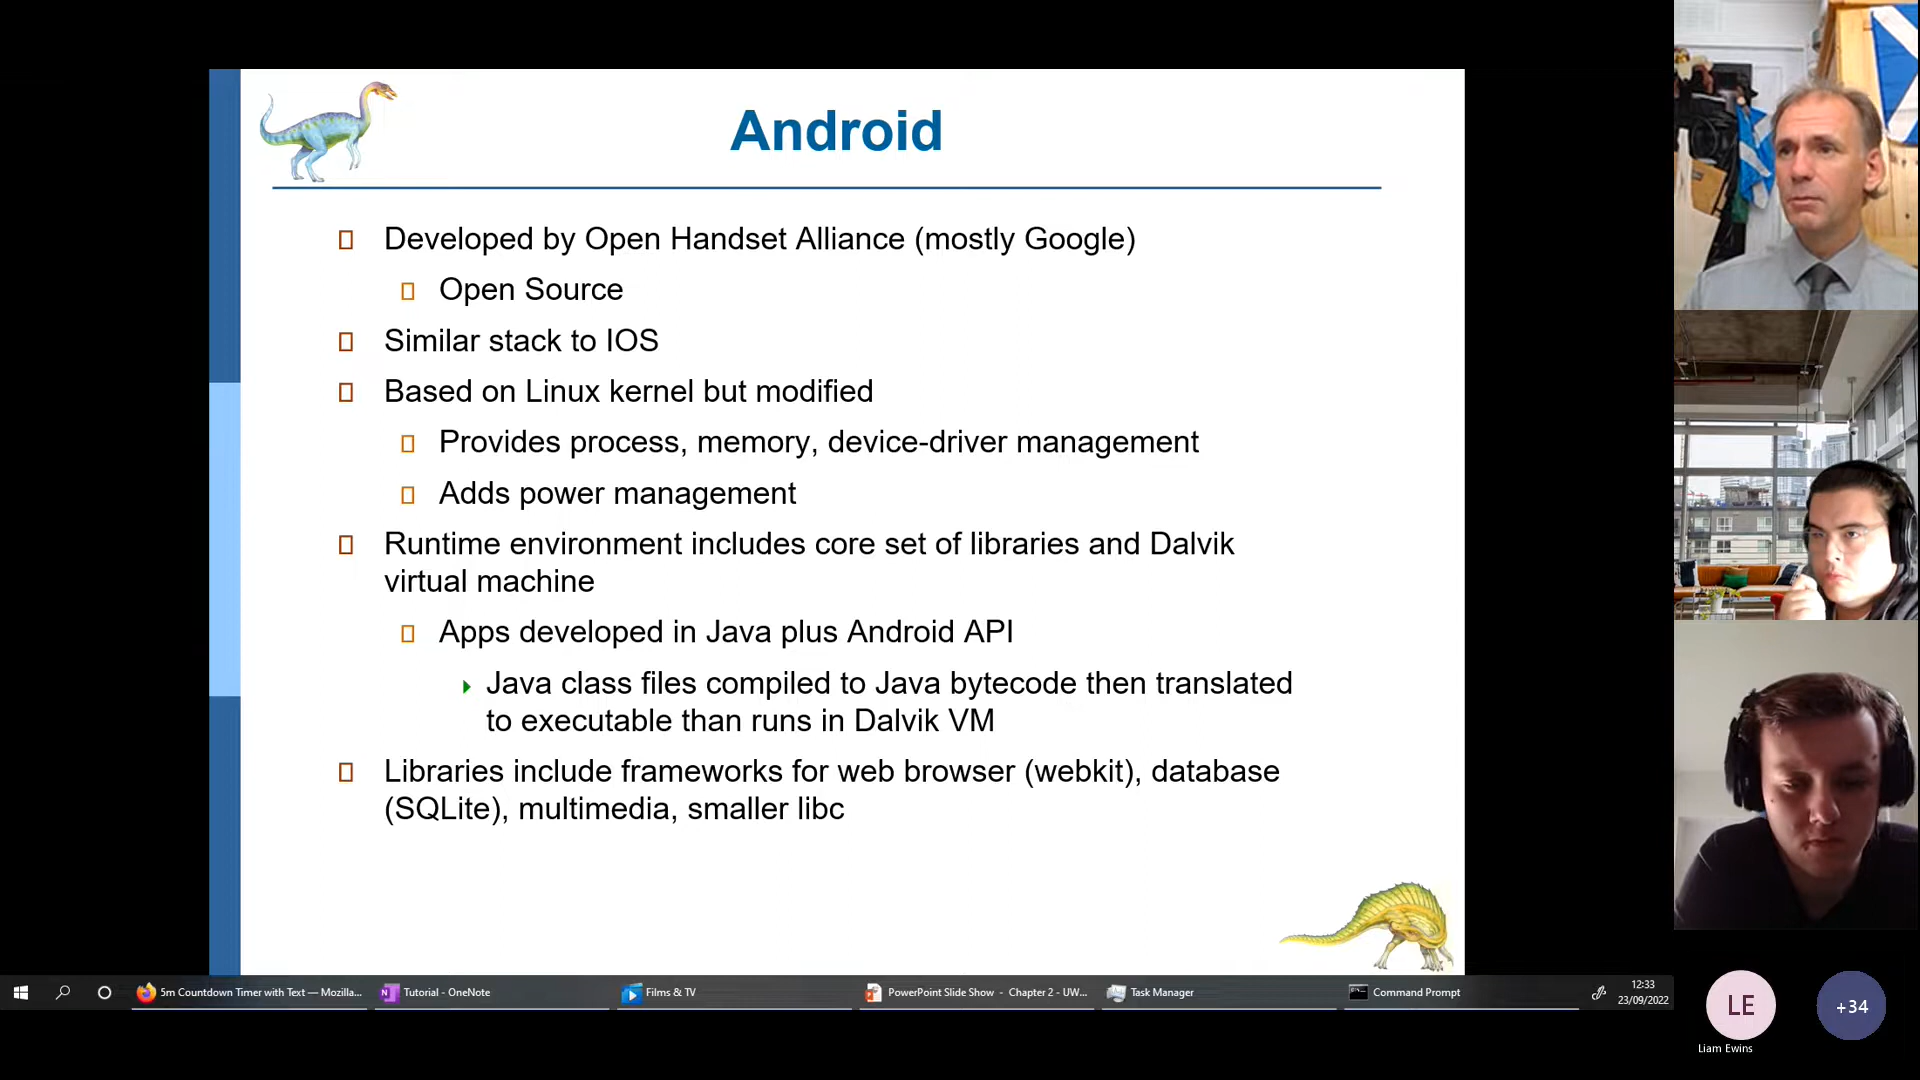 Android
Developed by Open Handset Alliance (mostly Google)
Open Source
Similar stack to IOS
Based on Linux kernel but modified
Provides process, memory, device-driver management
Adds power management
Runtime environment includes core set of libraries and Dalvik
virtual machine
Apps developed in Java plus Android API
Java class files compiled to Java bytecode then translated
to executable than runs in Dalvik VM
Libraries include frameworks for web browser (webkit), database
(SQLite), multimedia, smaller libc
5m Countdown Timer with Text — Mozilla...
Tutorial - OneNote
Films & TV
PowerPoint Slide Show - Chapter 2 - UW...
Task Manager
Command Prompt
12:33
23/09/2022
LE
+34
Liam Ewins